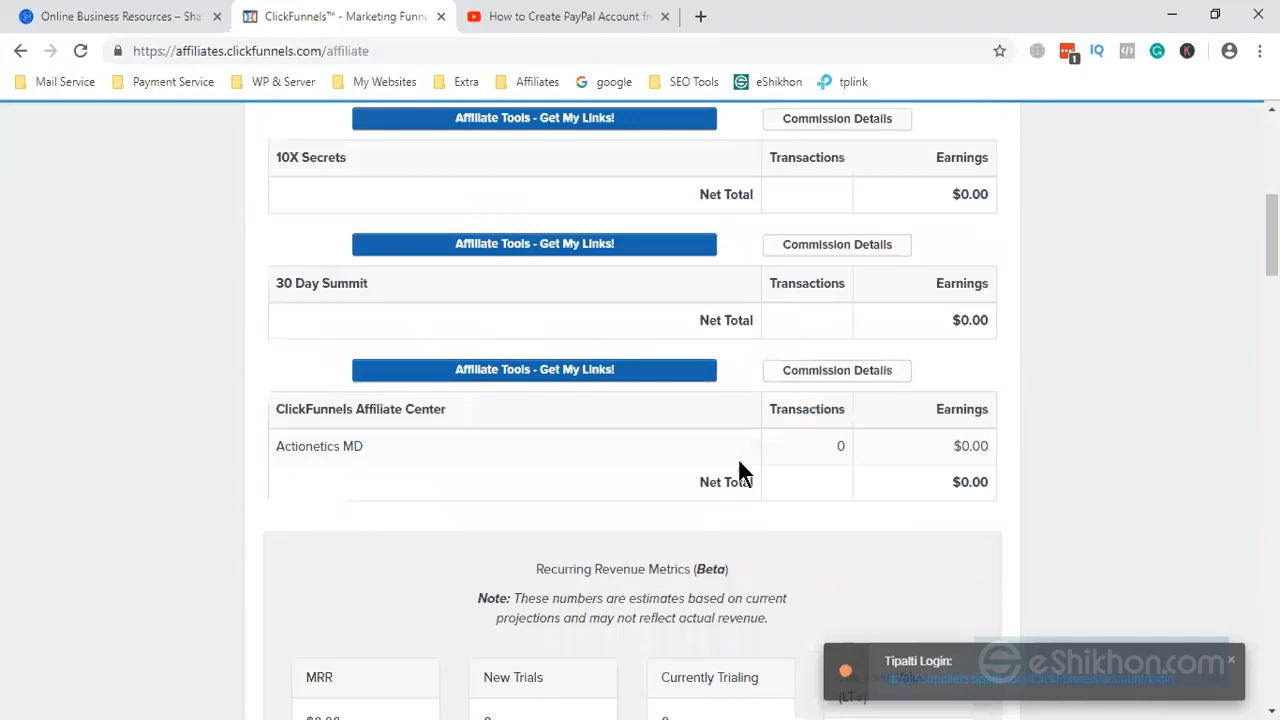 Online Business Resources – Sha
ClickFunnels™ - Marketing Funn
How to Create PayPal Account fr
https://affiliates.clickfunnels.com/affiliate
1
Mail Service
Payment Service
WP & Server
My Websites
Extra
Affiliates
google
SEO Tools
eShikhon
tplink
Affiliate Tools - Get My Links!
Commission Details
10X Secrets Transactions Earnings
Net Total $0.00
Affiliate Tools - Get My Links!
Commission Details
30 Day Summit Transactions Earnings
Net Total $0.00
Affiliate Tools - Get My Links!
Commission Details
ClickFunnels Affiliate Center Transactions Earnings
Actionetics MD 0 $0.00
Net Total $0.00
Recurring Revenue Metrics (Beta)
Note: These numbers are estimates based on current
projections and may not reflect actual revenue.
MRR
New Trials
Currently Trialing
Tipalti Login:
eShikhon.com